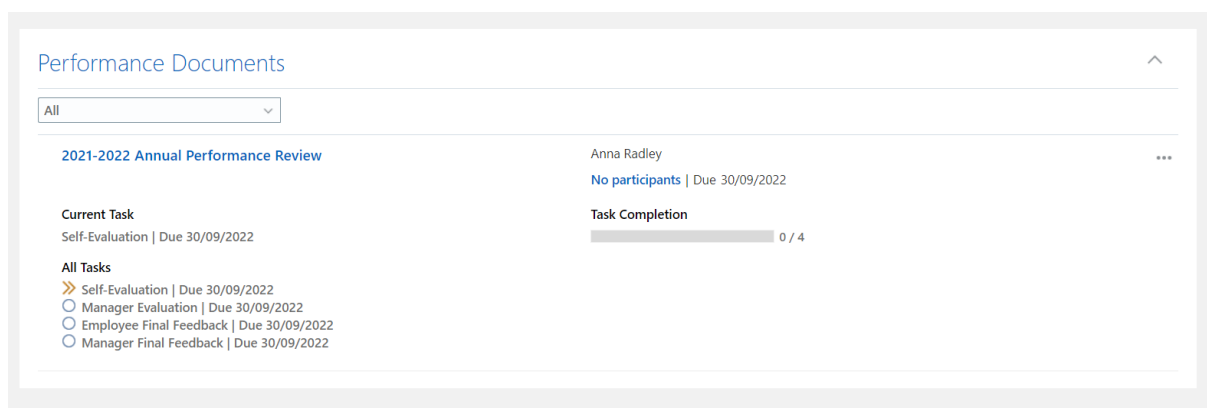 Performance Documents
All
2021-2022 Annual Performance Review
Anna Radley
No participants | Due 30/09/2022
Current Task
Self-Evaluation | Due 30/09/2022
Task Completion
0 / 4
All Tasks
Self-Evaluation | Due 30/09/2022
Manager Evaluation | Due 30/09/2022
Employee Final Feedback | Due 30/09/2022
Manager Final Feedback | Due 30/09/2022